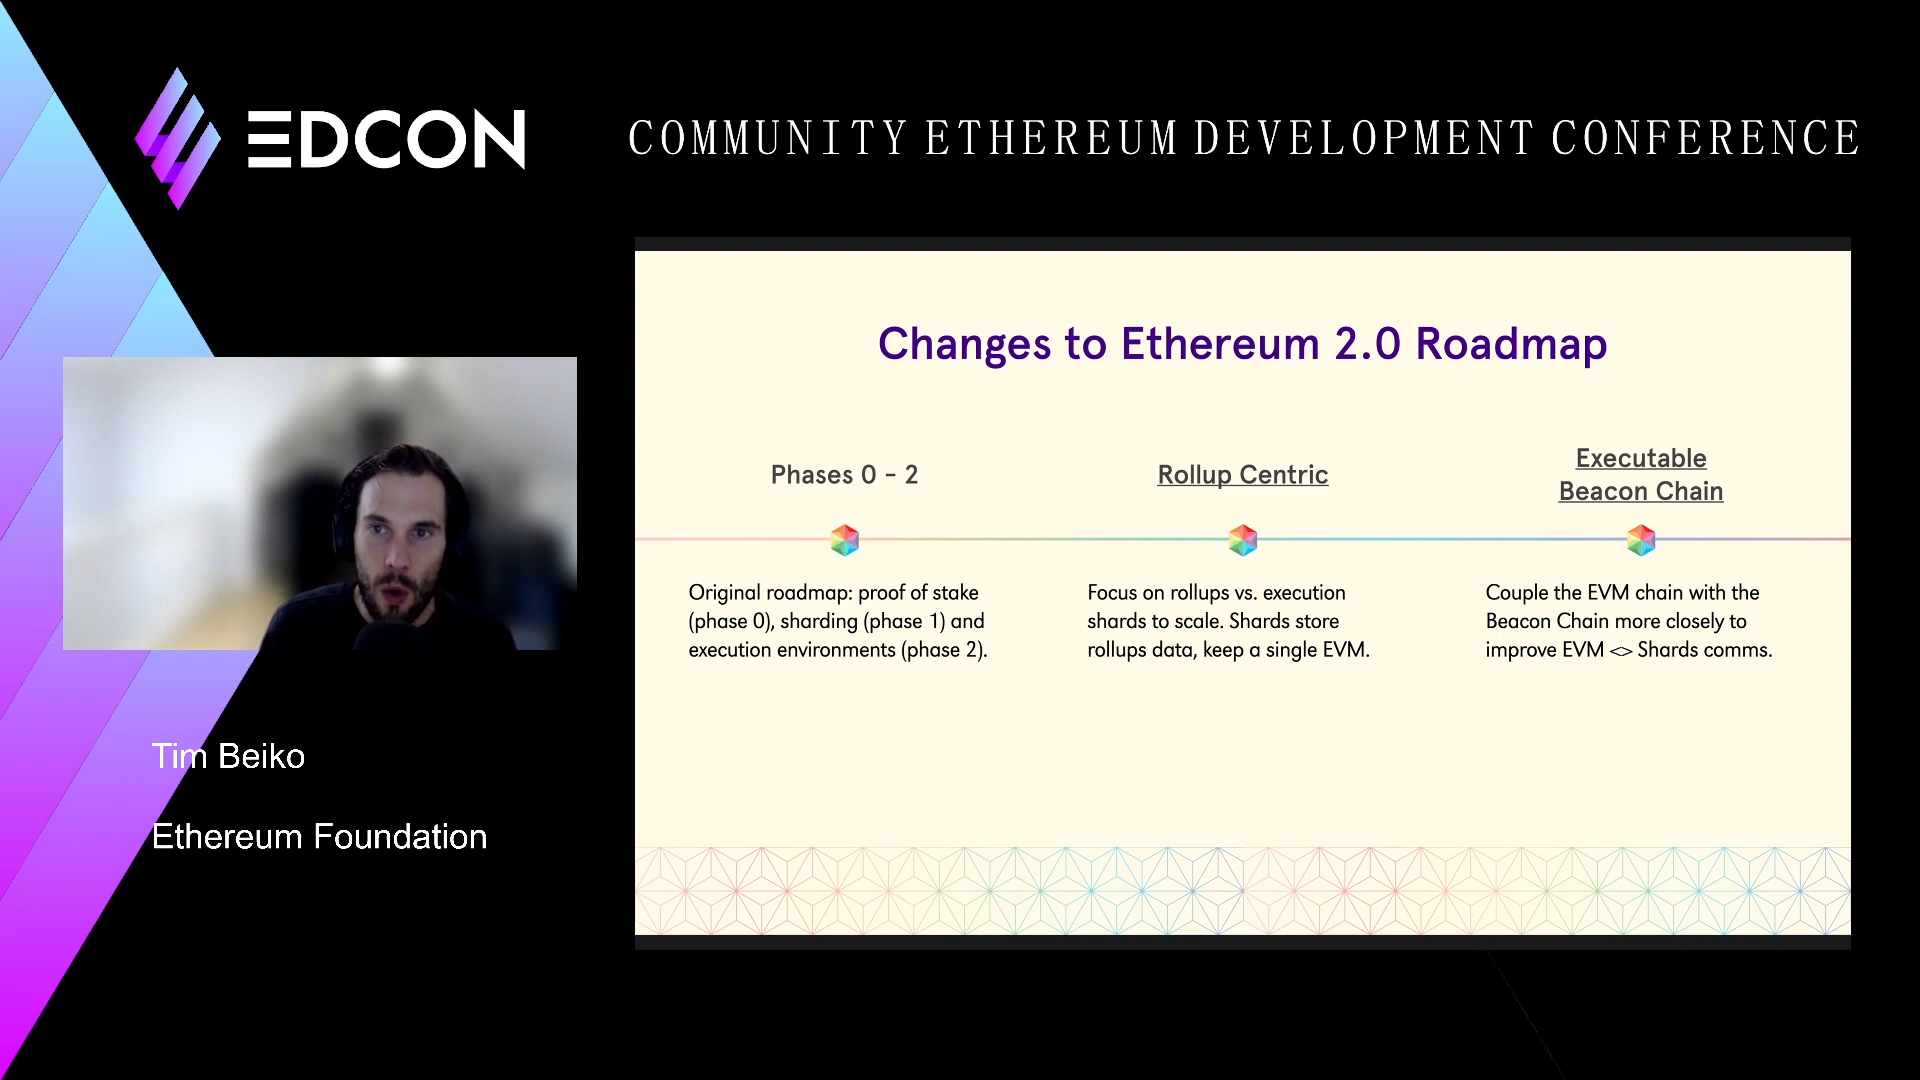 EDCON
COMMUNITY ETHEREUM DEVELOPMENT CONFERENCE
Changes to Ethereum 2.0 Roadmap
Phases 0 - 2
Original roadmap: proof of stake
(phase 0), sharding (phase 1) and
execution environments (phase 2).
Rollup Centric
Focus on rollups vs. execution
shards to scale. Shards store
rollups data, keep a single EVM.
Executable
Beacon Chain
Couple the EVM chain with the
Beacon Chain more closely to
improve EVM <> Shards comms.
Tim Beiko
Ethereum Foundation